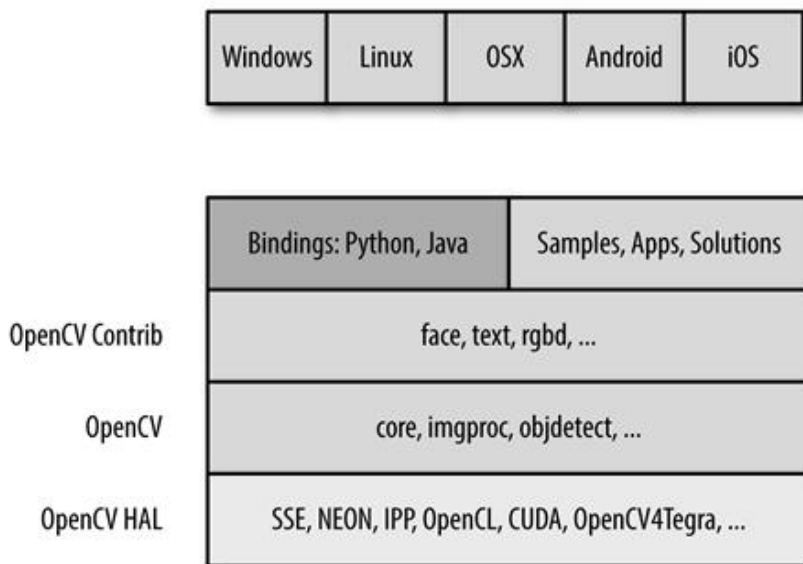 Windows Linux OSX Android iOS
Bindings: Python, Java Samples, Apps, Solutions
OpenCV Contrib face, text, rgbd, ...
OpenCV core, imgproc, objdetect, ...
OpenCV HAL SSE, NEON, IPP, OpenCL, CUDA, OpenCV4Tegra, ...